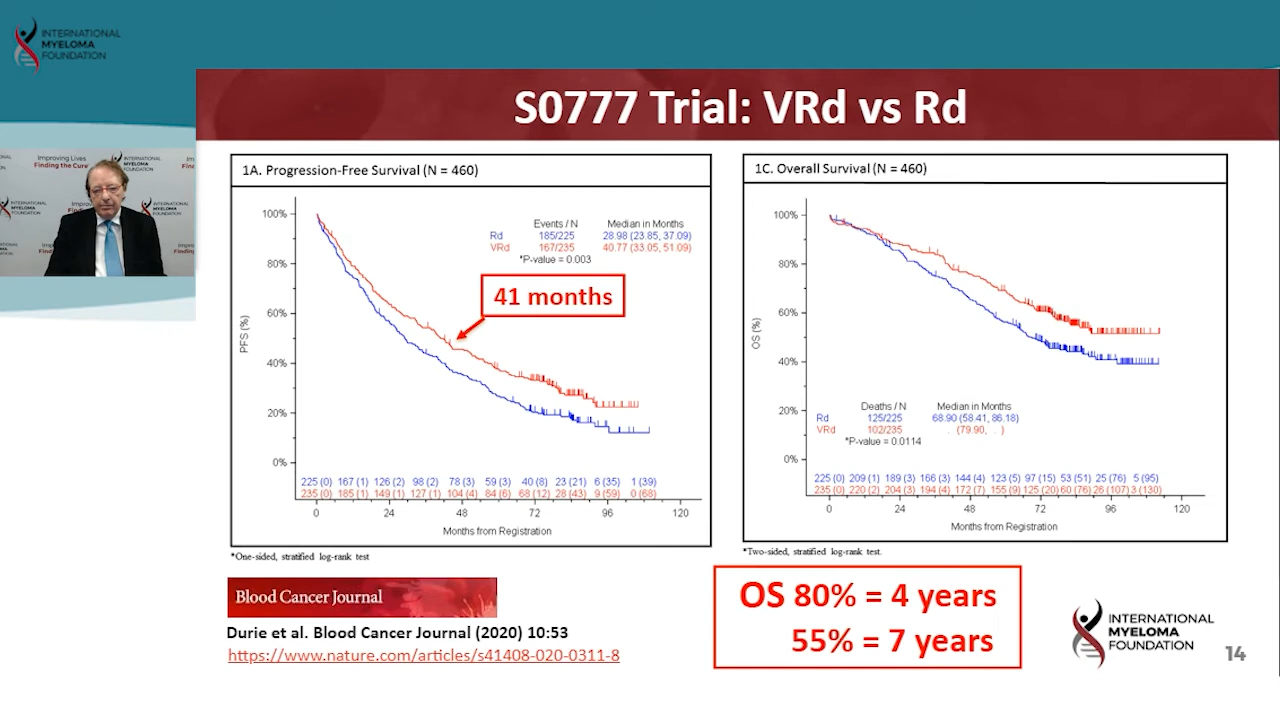 INTERNATIONAL
MYELOMA
FOUNDATION
S0777 Trial: VRd vs Rd
Improving Lives
Finding the Cure
INTERNATIONAL
MYELOMA
FOUNDATION
1A. Progression-Free Survival (N = 460)
100%
80%
60%
40%
20%
0%
PFS (%)
Events / N Median in Months
Rd 185/225 28.98 (23.85, 37.09)
VRd 167/235 40.77 (33.05, 51.09)
*P-value = 0.003
41 months
225 (0) 167 (1) 126 (2) 98 (2) 78 (3) 59 (3) 40 (8) 23 (21) 6 (35) 1 (39)
235 (0) 185 (1) 149 (1) 127 (1) 104 (4) 84 (6) 68 (12) 28 (43) 9 (59) 0 (68)
0 24 48 72 96 120
Months from Registration
*One-sided, stratified log-rank test
1C. Overall Survival (N = 460)
100%
80%
60%
40%
20%
0%
OS (%)
Deaths / N Median in Months
Rd 125/225 68.90 (58.41, 86.18)
VRd 102/235 . (79.90, . )
*P-value = 0.0114
225 (0) 209 (1) 189 (3) 166 (3) 144 (4) 123 (5) 97 (15) 53 (51) 25 (76) 5 (95)
235 (0) 220 (2) 204 (3) 194 (4) 172 (7) 155 (9) 125 (20) 60 (76) 26 (107) 3 (130)
0 24 48 72 96 120
Months from Registration
*Two-sided, stratified log-rank test.
Blood Cancer Journal
Durie et al. Blood Cancer Journal (2020) 10:53
https://www.nature.com/articles/s41408-020-0311-8
OS 80% = 4 years
55% = 7 years
INTERNATIONAL
MYELOMA
FOUNDATION
14